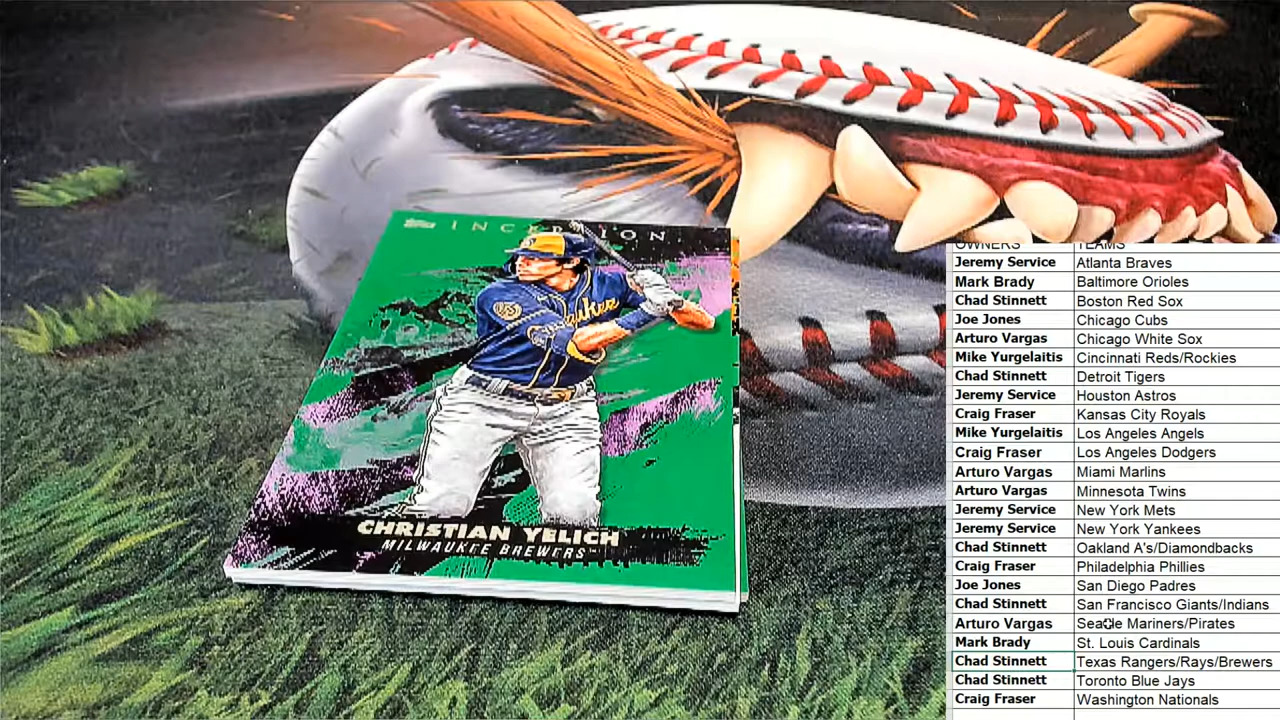 topps INCEPTION
Milwaukee
CHRISTIAN YELICH
MILWAUKEE BREWERS
OWNERS TEAMS
Jeremy Service Atlanta Braves
Mark Brady Baltimore Orioles
Chad Stinnett Boston Red Sox
Joe Jones Chicago Cubs
Arturo Vargas Chicago White Sox
Mike Yurgelaitis Cincinnati Reds/Rockies
Chad Stinnett Detroit Tigers
Jeremy Service Houston Astros
Craig Fraser Kansas City Royals
Mike Yurgelaitis Los Angeles Angels
Craig Fraser Los Angeles Dodgers
Arturo Vargas Miami Marlins
Arturo Vargas Minnesota Twins
Jeremy Service New York Mets
Jeremy Service New York Yankees
Chad Stinnett Oakland A's/Diamondbacks
Craig Fraser Philadelphia Phillies
Joe Jones San Diego Padres
Chad Stinnett San Francisco Giants/Indians
Arturo Vargas Seattle Mariners/Pirates
Mark Brady St. Louis Cardinals
Chad Stinnett Texas Rangers/Rays/Brewers
Chad Stinnett Toronto Blue Jays
Craig Fraser Washington Nationals